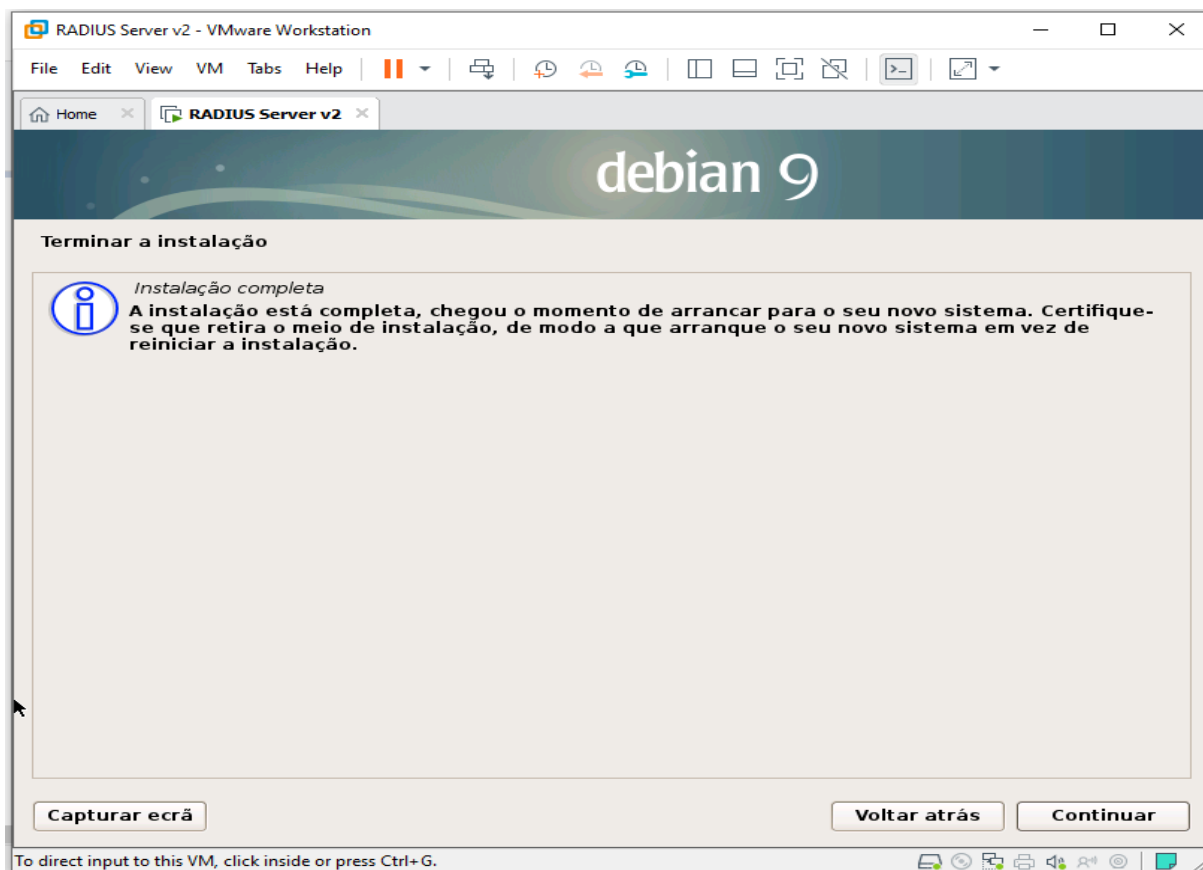 RADIUS Server v2 - VMware Workstation
File Edit View VM Tabs Help
Home RADIUS Server v2
debian 9
Terminar a instalação
Instalação completa
A instalação está completa, chegou o momento de arrancar para o seu novo sistema. Certifique-
se que retira o meio de instalação, de modo a que arranque o seu novo sistema em vez de
reiniciar a instalação.
Capturar ecrã Voltar atrás Continuar
To direct input to this VM, click inside or press Ctrl+G.